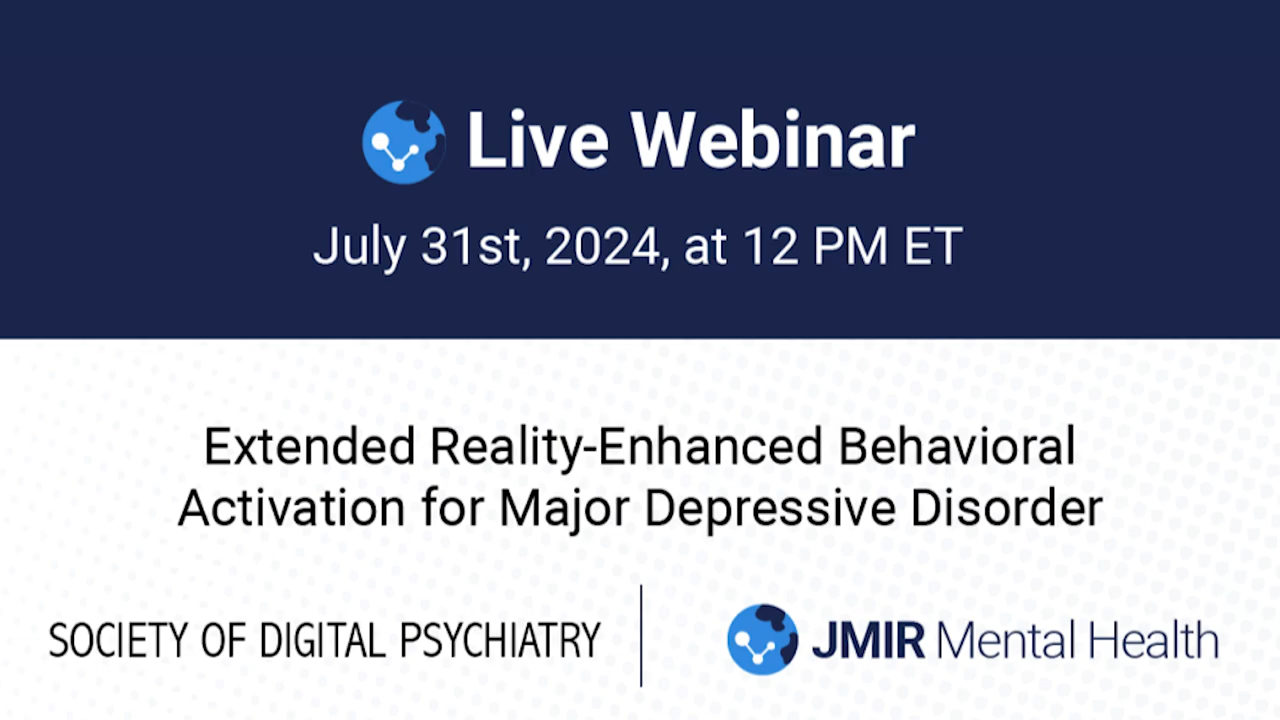 Live Webinar
July 31st, 2024, at 12 PM ET
Extended Reality-Enhanced Behavioral
Activation for Major Depressive Disorder
SOCIETY OF DIGITAL PSYCHIATRY
JMIR Mental Health